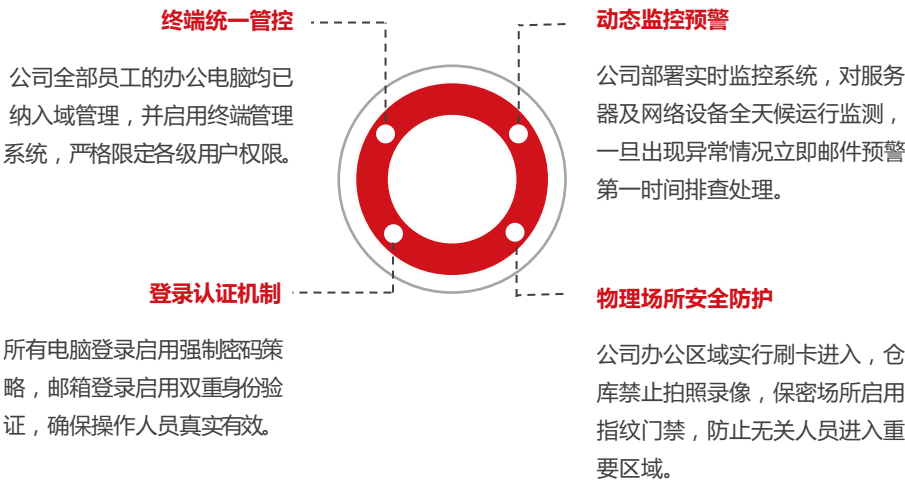 终端统一管控
公司全部员工的办公电脑均已
纳入域管理，并启用终端管理
系统，严格限定各级用户权限。
动态监控预警
公司部署实时监控系统，对服务
器及网络设备全天候运行监测，
一旦出现异常情况立即邮件预警
第一时间排查处理。
登录认证机制
所有电脑登录启用强制密码策
略，邮箱登录启用双重身份验
证，确保操作人员真实有效。
物理场所安全防护
公司办公区域实行刷卡进入，仓
库禁止拍照录像，保密场所启用
指纹门禁，防止无关人员进入重
要区域。